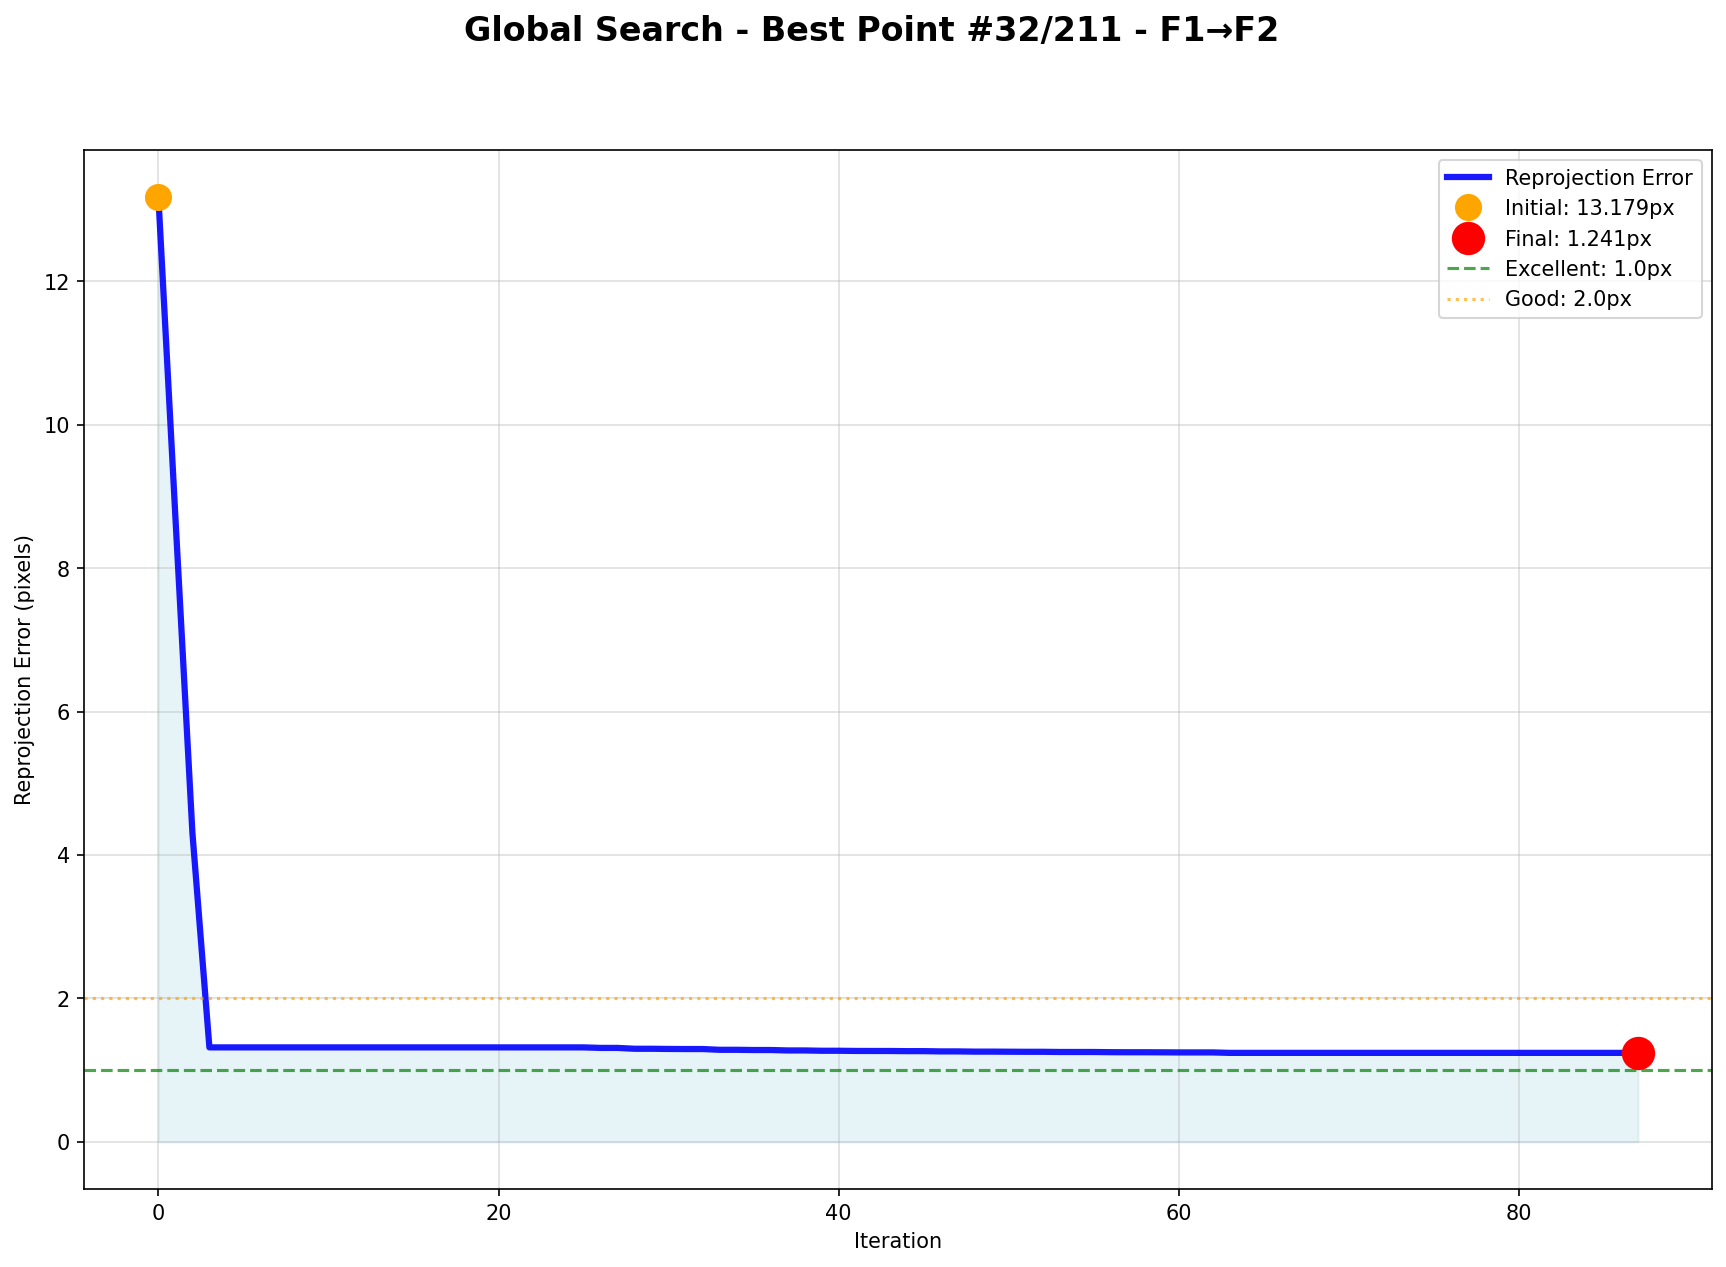 Global Search - Best Point #32/211 - F1→F2
Reprojection Error
Initial: 13.179px
Final: 1.241px
Excellent: 1.0px
Good: 2.0px
Reprojection Error (pixels)
12
10
8
6
4
2
0
0 20 40 60 80
Iteration